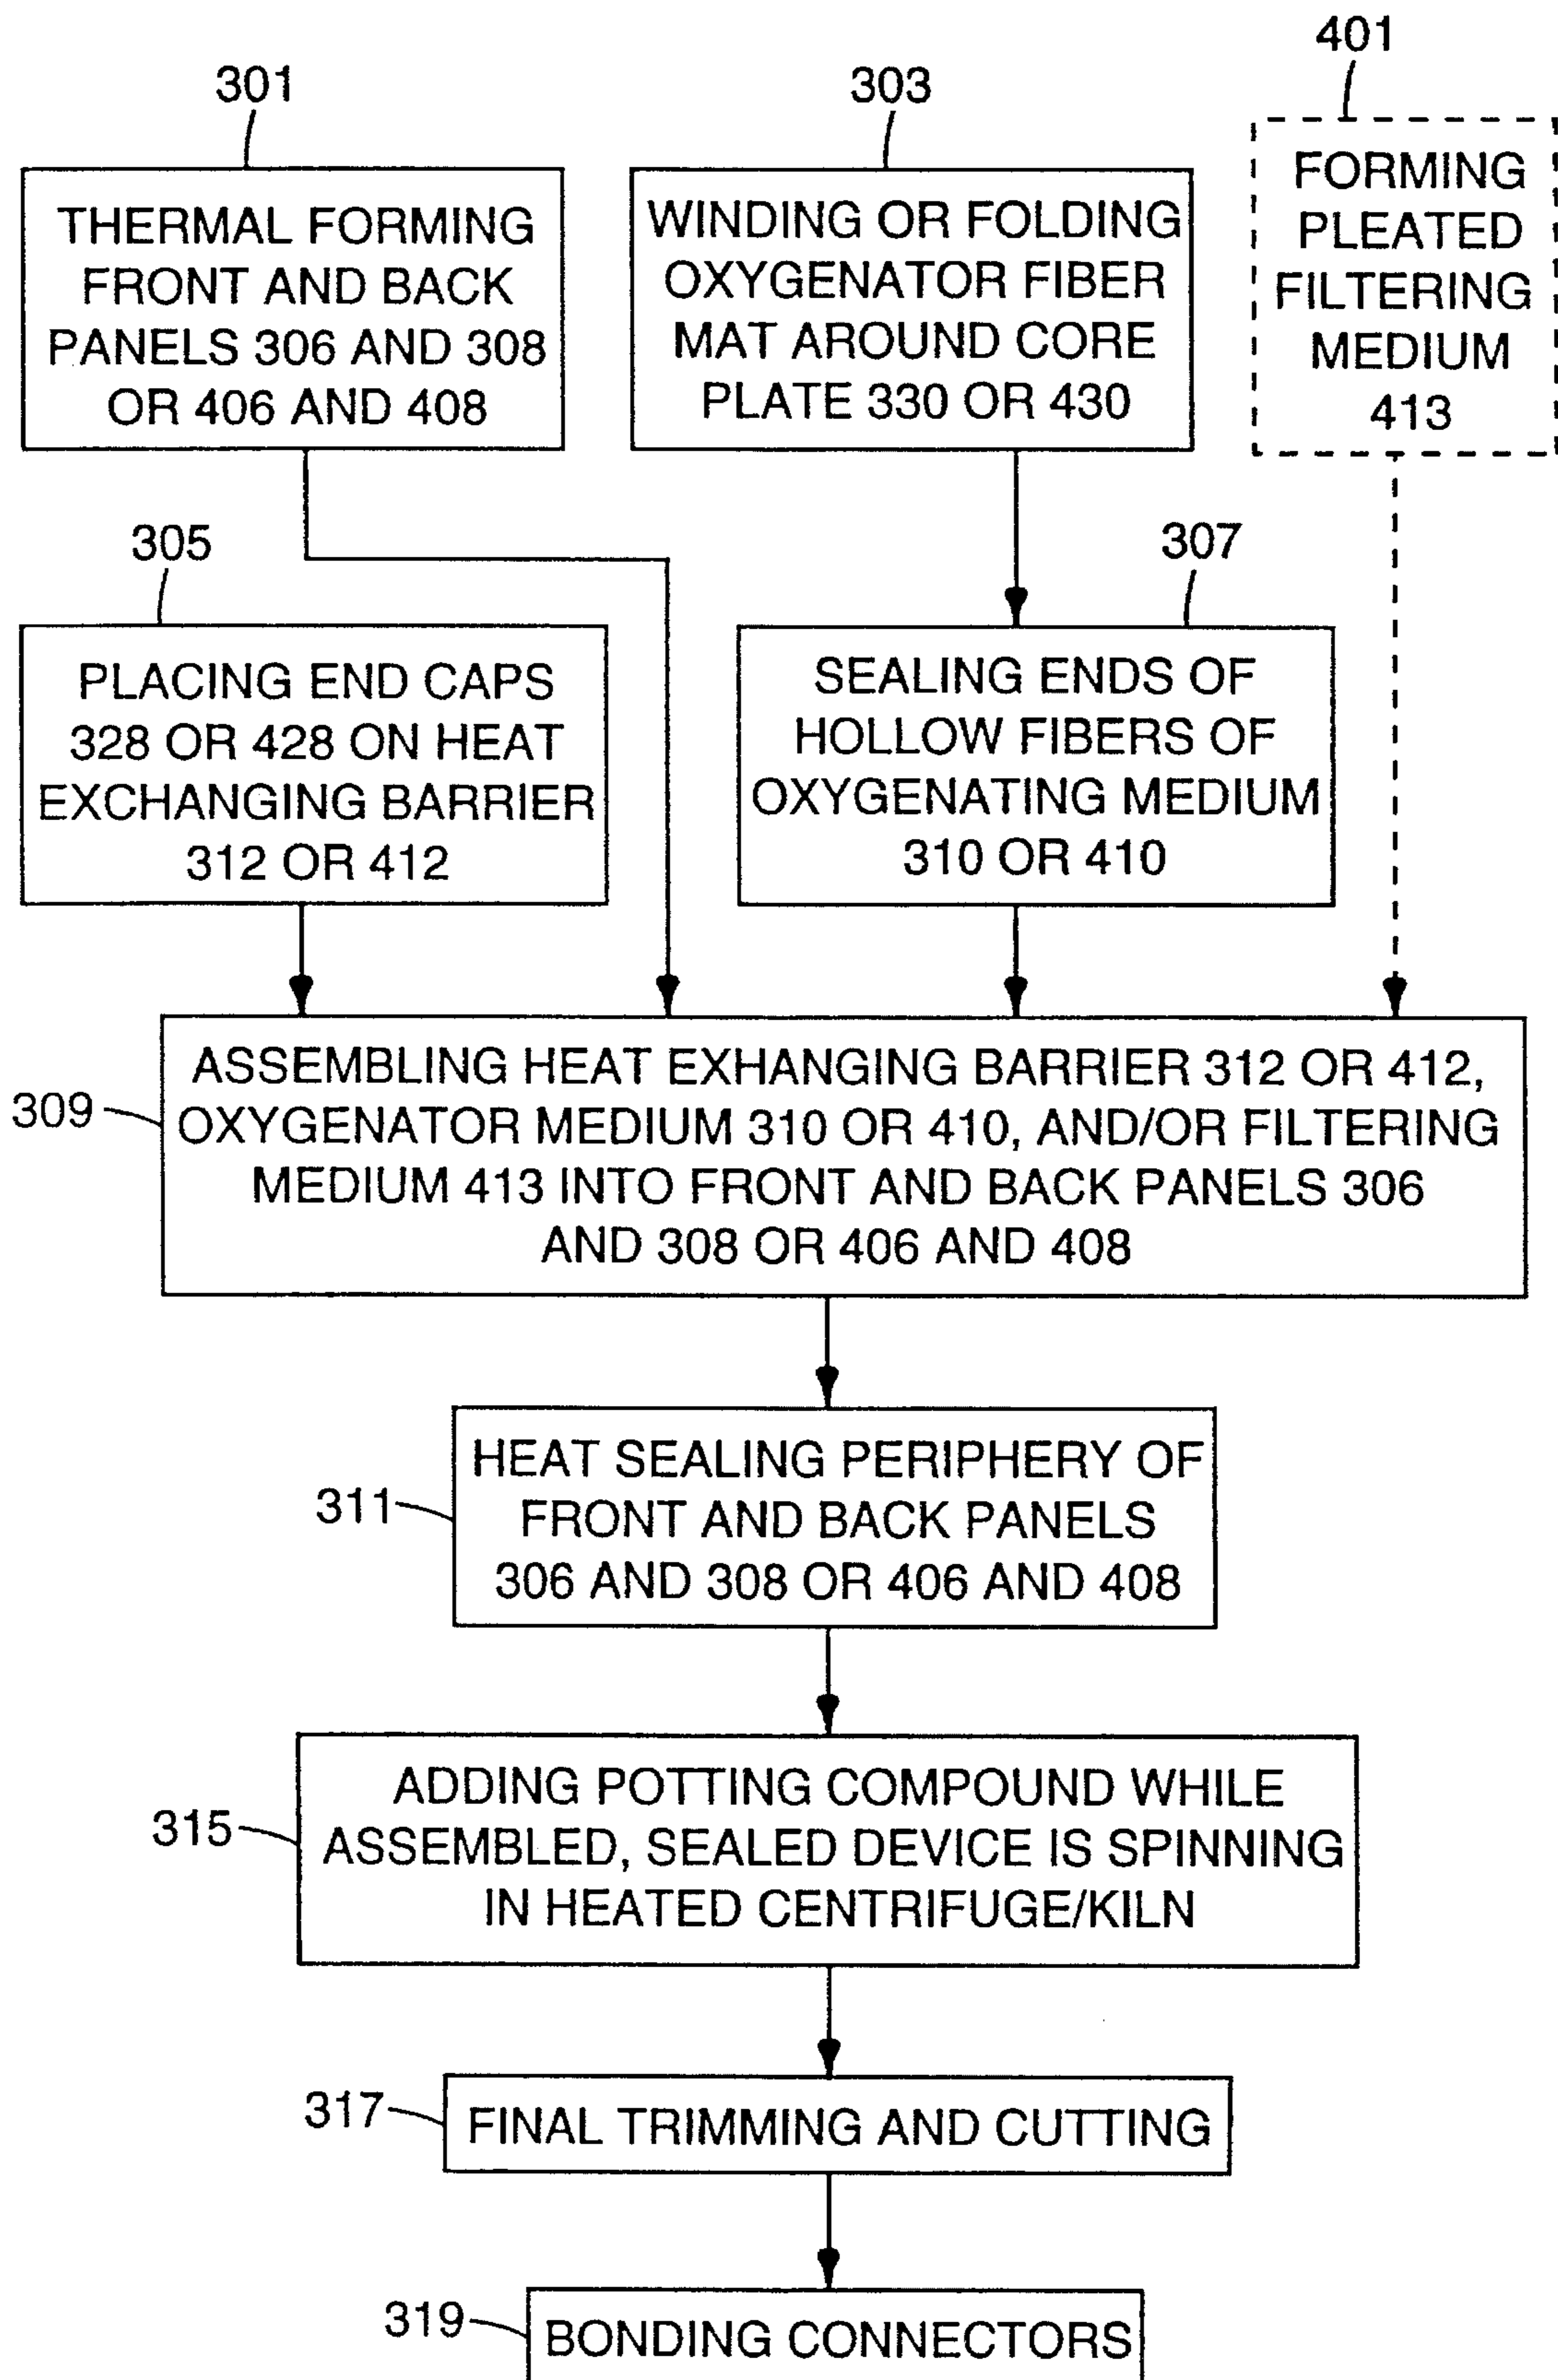 401
301
303
THERMAL FORMING
FRONT AND BACK
PANELS 306 AND 308
OR 406 AND 408
WINDING OR FOLDING
OXYGENATOR FIBER
MAT AROUND CORE
PLATE 330 OR 430
FORMING
PLEATED
FILTERING
MEDIUM
413
305
307
PLACING END CAPS
328 OR 428 ON HEAT
EXCHANGING BARRIER
312 OR 412
SEALING ENDS OF
HOLLOW FIBERS OF
OXYGENATING MEDIUM
310 OR 410
309
ASSEMBLING HEAT EXHANGING BARRIER 312 OR 412,
OXYGENATOR MEDIUM 310 OR 410, AND/OR FILTERING
MEDIUM 413 INTO FRONT AND BACK PANELS 306
AND 308 OR 406 AND 408
311
HEAT SEALING PERIPHERY OF
FRONT AND BACK PANELS
306 AND 308 OR 406 AND 408
315
ADDING POTTING COMPOUND WHILE
ASSEMBLED, SEALED DEVICE IS SPINNING
IN HEATED CENTRIFUGE/KILN
317
FINAL TRIMMING AND CUTTING
319
BONDING CONNECTORS